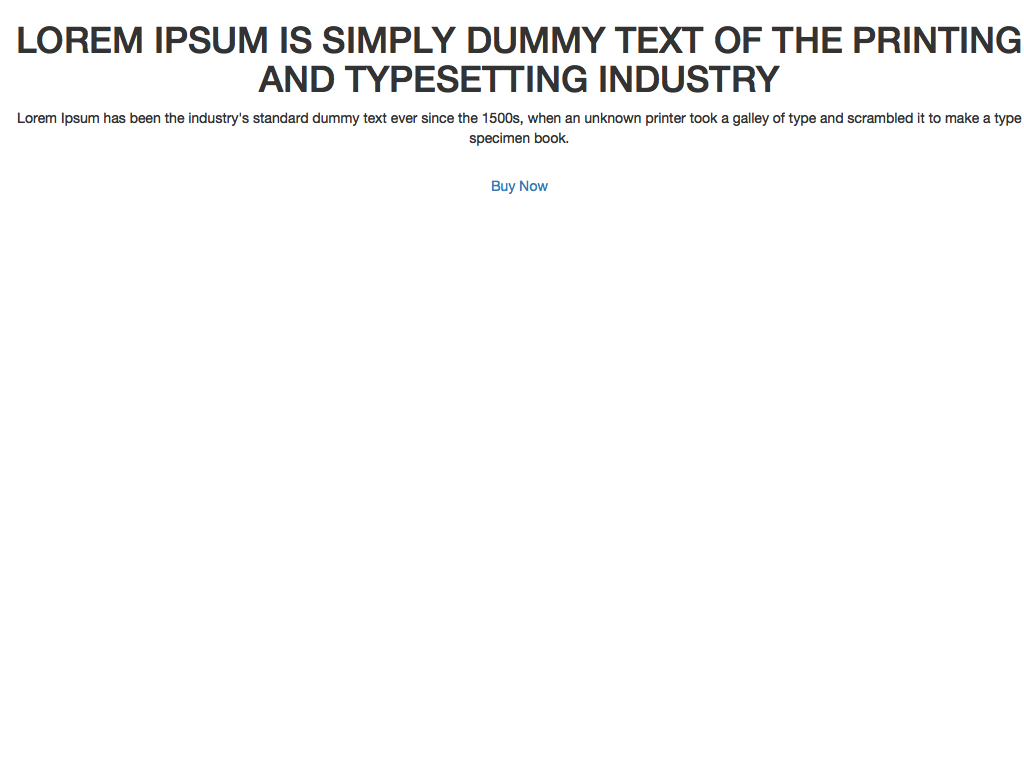 LOREM IPSUM IS SIMPLY DUMMY TEXT OF THE PRINTING
AND TYPESETTING INDUSTRY
Lorem Ipsum has been the industry's standard dummy text ever since the 1500s, when an unknown printer took a galley of type and scrambled it to make a type
specimen book.
Buy Now